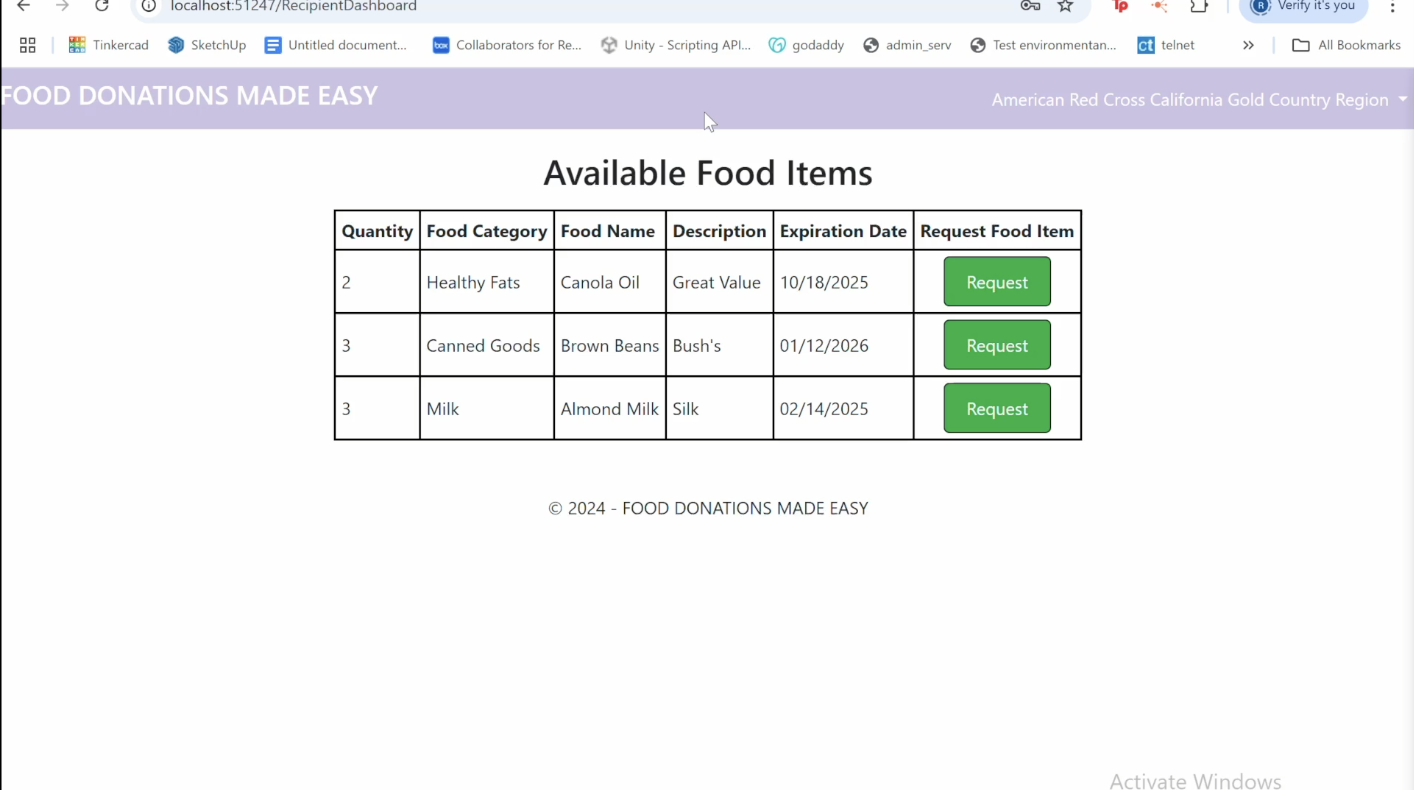 localhost:51247/RecipientDashboard
Tp
R Verify it's you
Tinkercad SketchUp Untitled document... box Collaborators for Re... Unity - Scripting API... godaddy admin_serv Test environmentan... ct telnet » All Bookmarks
FOOD DONATIONS MADE EASY
American Red Cross California Gold Country Region
Available Food Items
Quantity Food Category Food Name Description Expiration Date Request Food Item
2 Healthy Fats Canola Oil Great Value 10/18/2025 Request
3 Canned Goods Brown Beans Bush's 01/12/2026 Request
3 Milk Almond Milk Silk 02/14/2025 Request
© 2024 - FOOD DONATIONS MADE EASY
Activate Windows